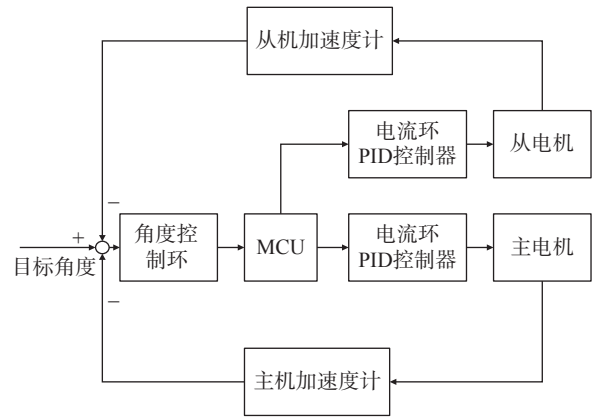 从机加速度计
电流环
PID控制器
从电机
−
+
目标角度
角度控
制环
MCU
电流环
PID控制器
主电机
−
主机加速度计